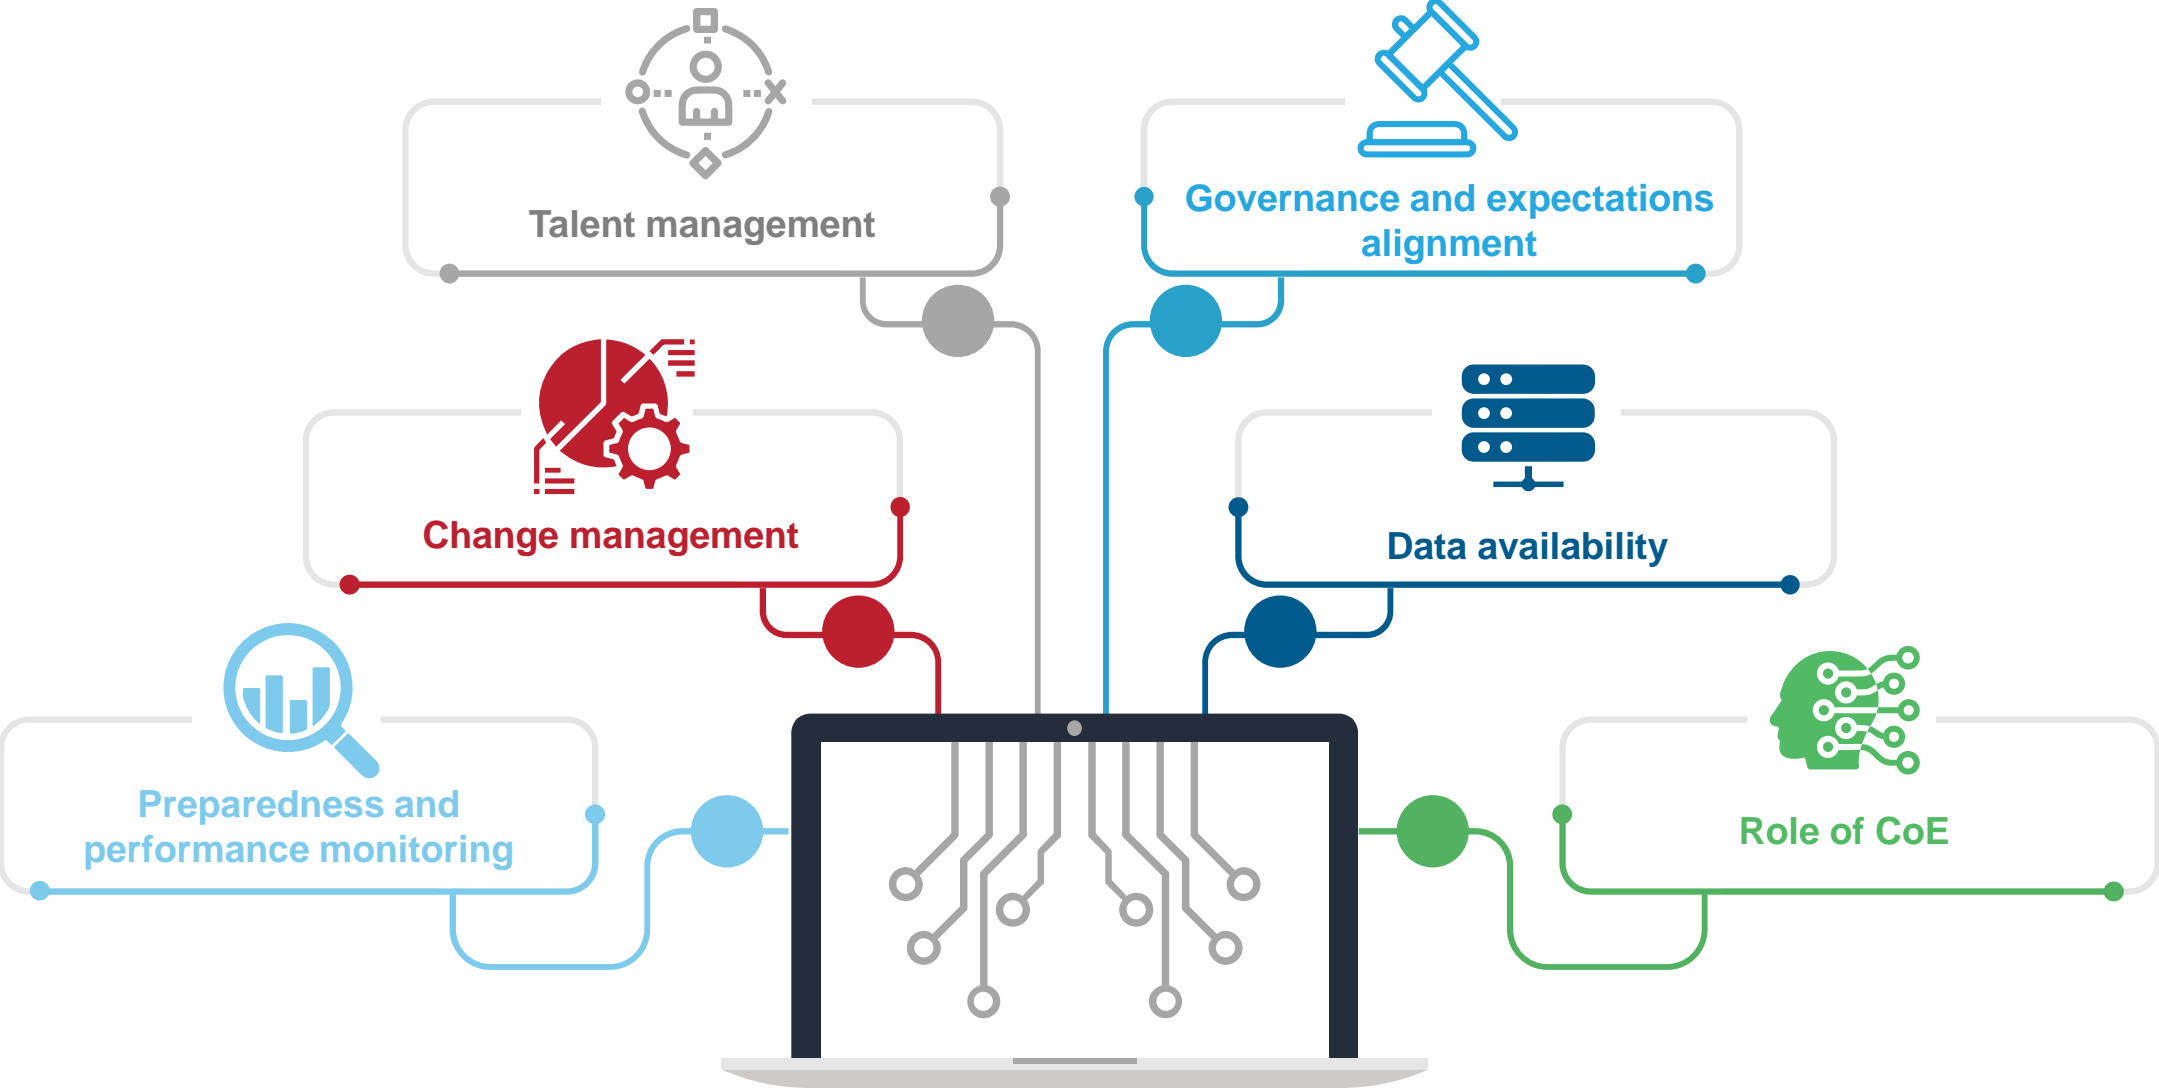 Talent management
Governance and expectations
alignment
Change management
Data availability
Preparedness and
performance monitoring
Role of CoE